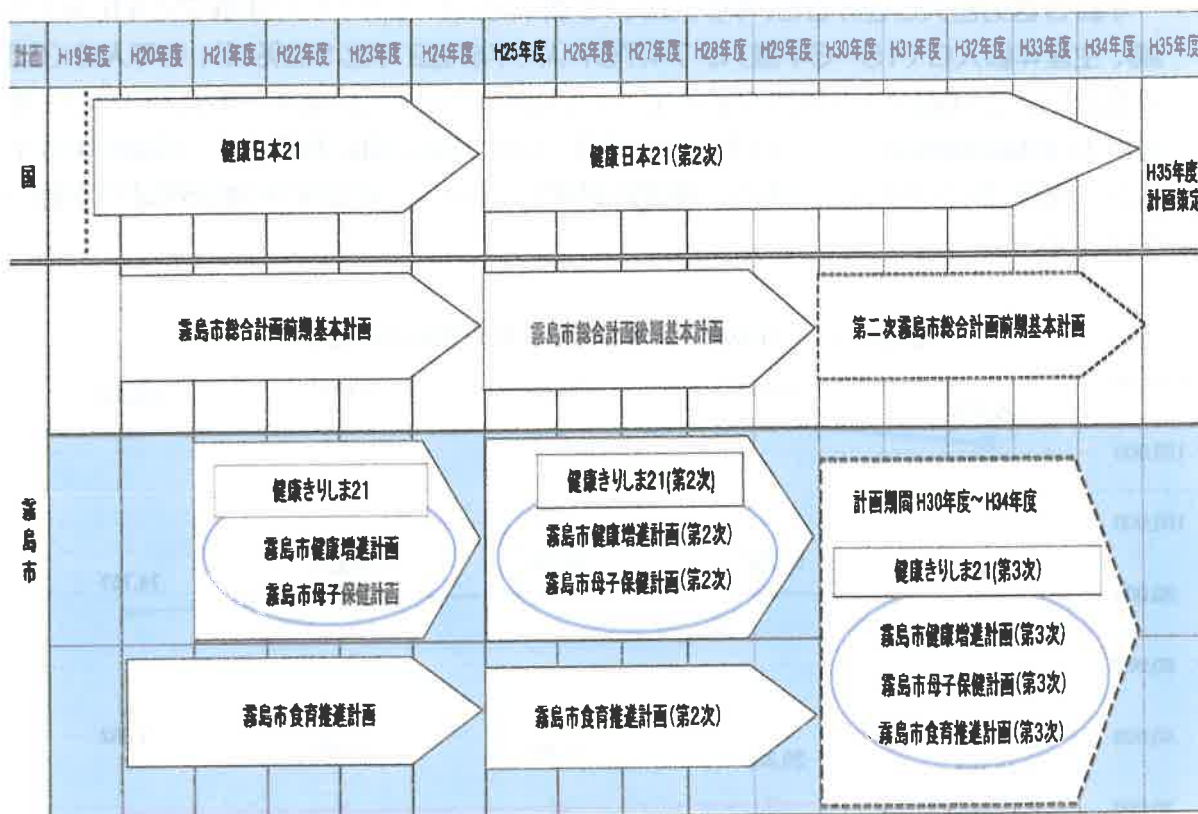 計画 H19年度 H20年度 H21年度 H22年度 H23年度 H24年度 H25年度 H26年度 H27年度 H28年度 H29年度 H30年度 H31年度 H32年度 H33年度 H34年度 H35年度
国
健康日本21
健康日本21(第2次)
H35年度
計画策定
霧島市
霧島市総合計画前期基本計画
霧島市総合計画後期基本計画
第二次霧島市総合計画前期基本計画
健康きりしま21
霧島市健康増進計画
霧島市母子保健計画
健康きりしま21(第2次)
霧島市健康増進計画(第2次)
霧島市母子保健計画(第2次)
計画期間 H30年度～H34年度
健康きりしま21(第3次)
霧島市健康増進計画(第3次)
霧島市母子保健計画(第3次)
霧島市食育推進計画(第3次)
霧島市食育推進計画
霧島市食育推進計画(第2次)